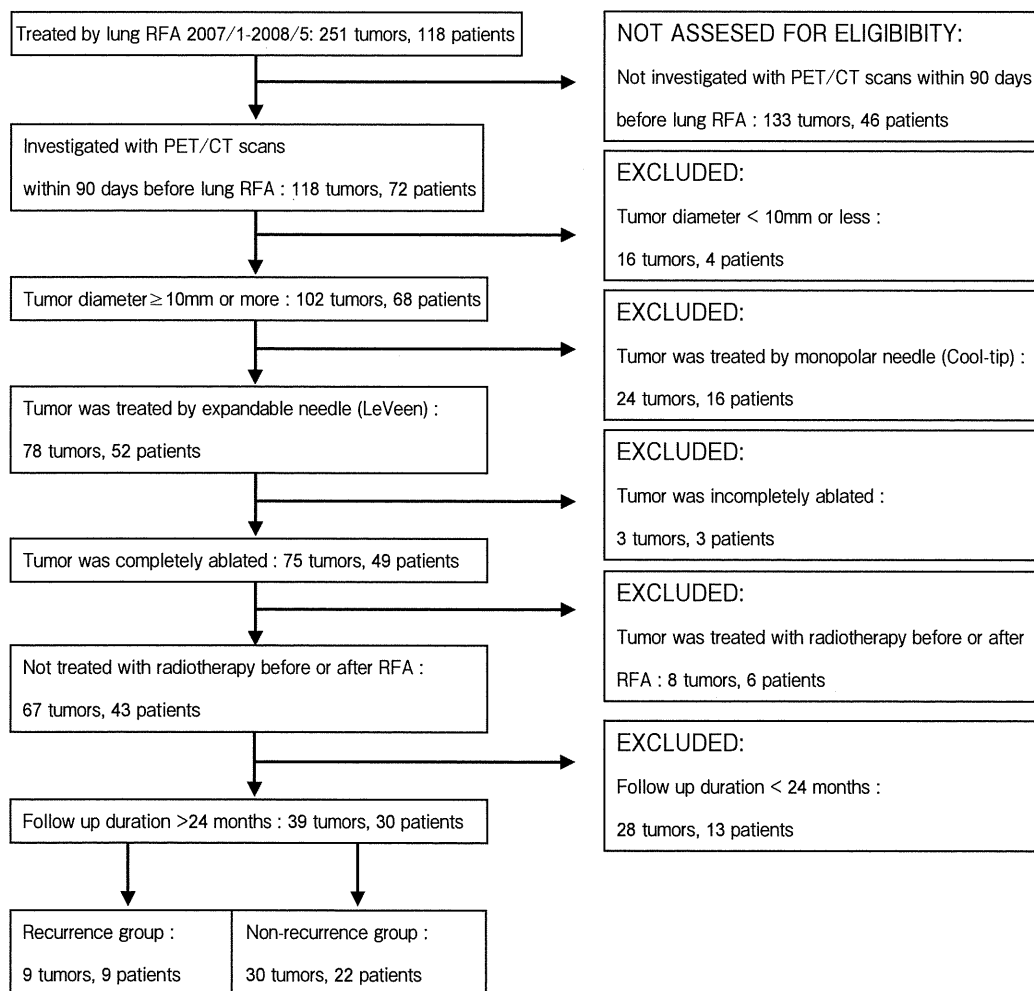 Treated by lung RFA 2007/1-2008/5: 251 tumors, 118 patients
NOT ASSESED FOR ELIGIBIBITY:
Not investigated with PET/CT scans within 90 days
before lung RFA : 133 tumors, 46 patients
Investigated with PET/CT scans
within 90 days before lung RFA : 118 tumors, 72 patients
EXCLUDED:
Tumor diameter < 10mm or less :
16 tumors, 4 patients
Tumor diameter≥10mm or more : 102 tumors, 68 patients
EXCLUDED:
Tumor was treated by monopolar needle (Cool-tip) :
24 tumors, 16 patients
Tumor was treated by expandable needle (LeVeen) :
78 tumors, 52 patients
EXCLUDED:
Tumor was incompletely ablated :
3 tumors, 3 patients
Tumor was completely ablated : 75 tumors, 49 patients
EXCLUDED:
Tumor was treated with radiotherapy before or after
RFA : 8 tumors, 6 patients
Not treated with radiotherapy before or after RFA :
67 tumors, 43 patients
EXCLUDED:
Follow up duration < 24 months :
28 tumors, 13 patients
Follow up duration >24 months : 39 tumors, 30 patients
Recurrence group :
9 tumors, 9 patients
Non-recurrence group :
30 tumors, 22 patients